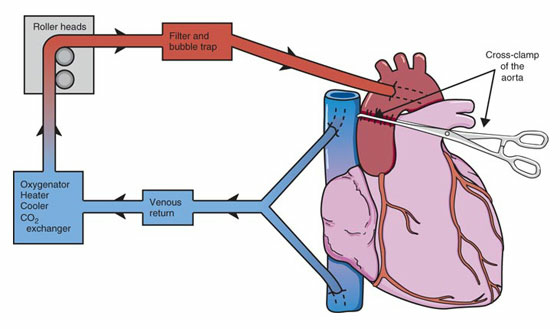 Roller heads
Filter and
bubble trap
Cross-clamp
of the
aorta
Oxygenator
Heater
Cooler
CO2
exchanger
Venous
return